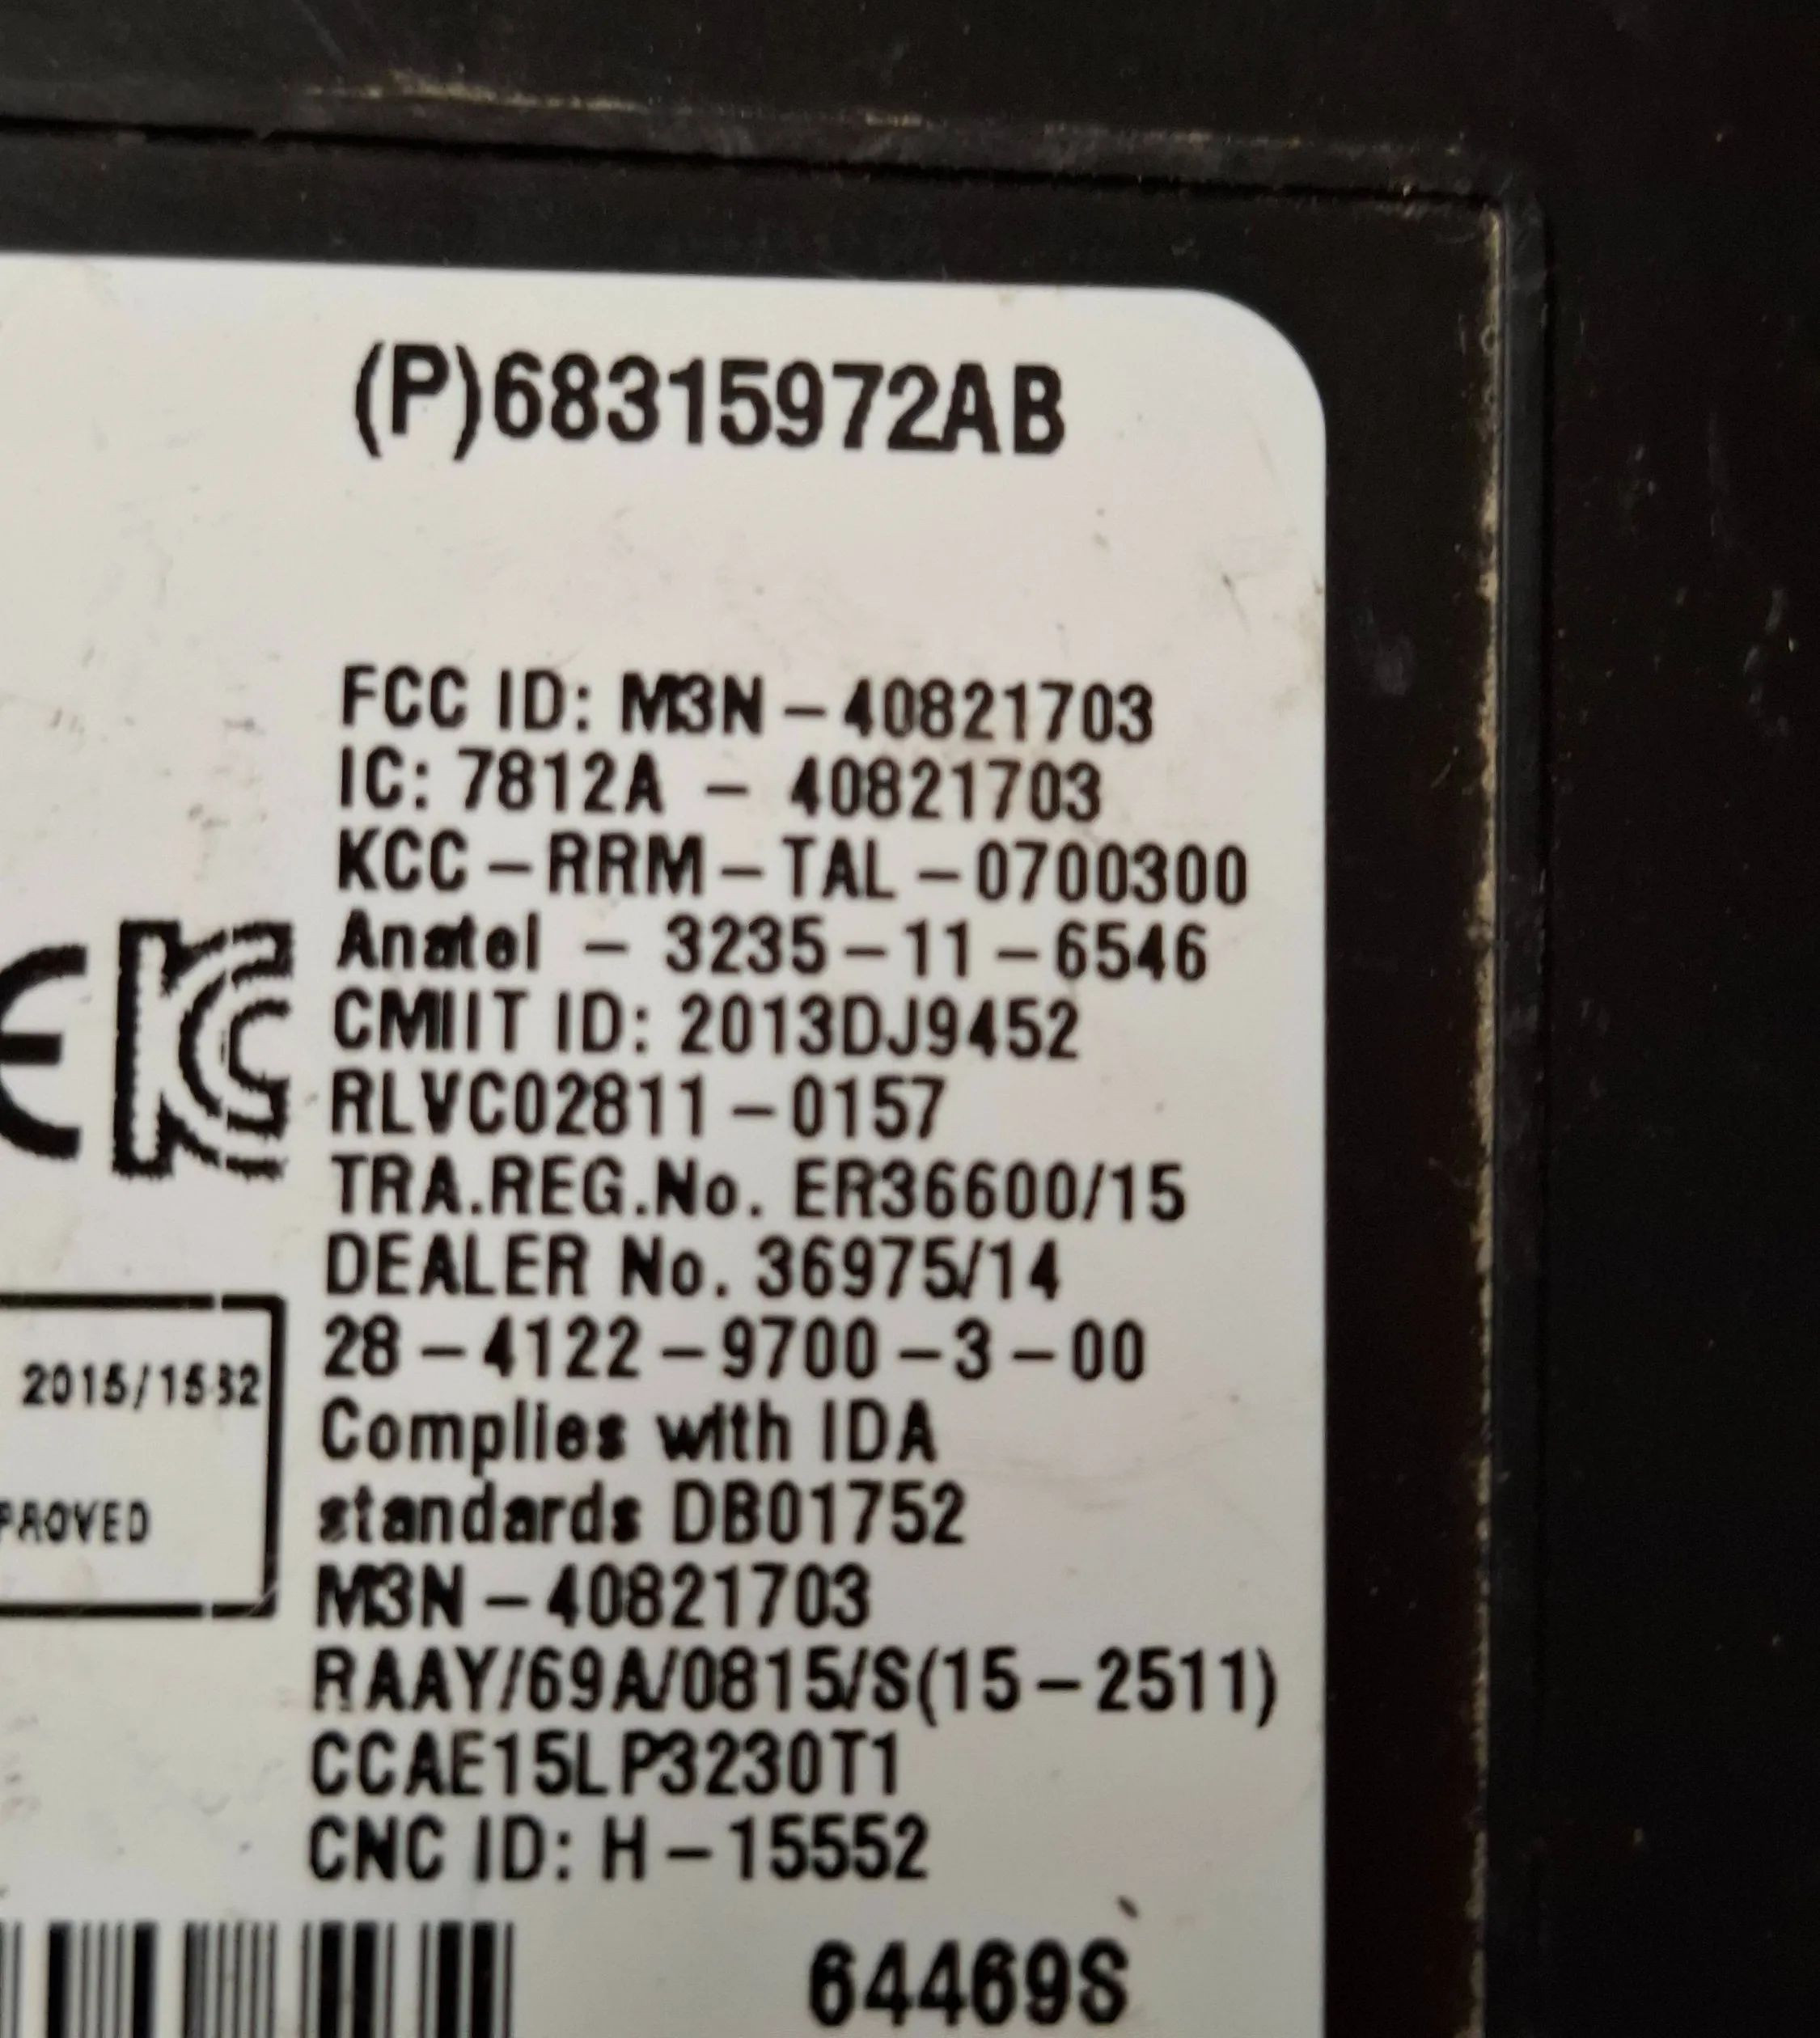 (P)68315972AB
FCC ID: M3N-40821703
IC: 7812A - 40821703
KCC-RRM-TAL-0700300
Anatel - 3235-11-6546
CMIIT ID: 2013DJ9452
RLVC02811-0157
TRA.REG.No. ER36600/15
DEALER No. 36975/14
28-4122-9700-3-00
Complies with IDA
standards DB01752
M3N-40821703
RAAY/69A/0815/S(15-2511)
CCAE15LP3230T1
CNC ID: H-15552
CE KC
PROVED
64469S